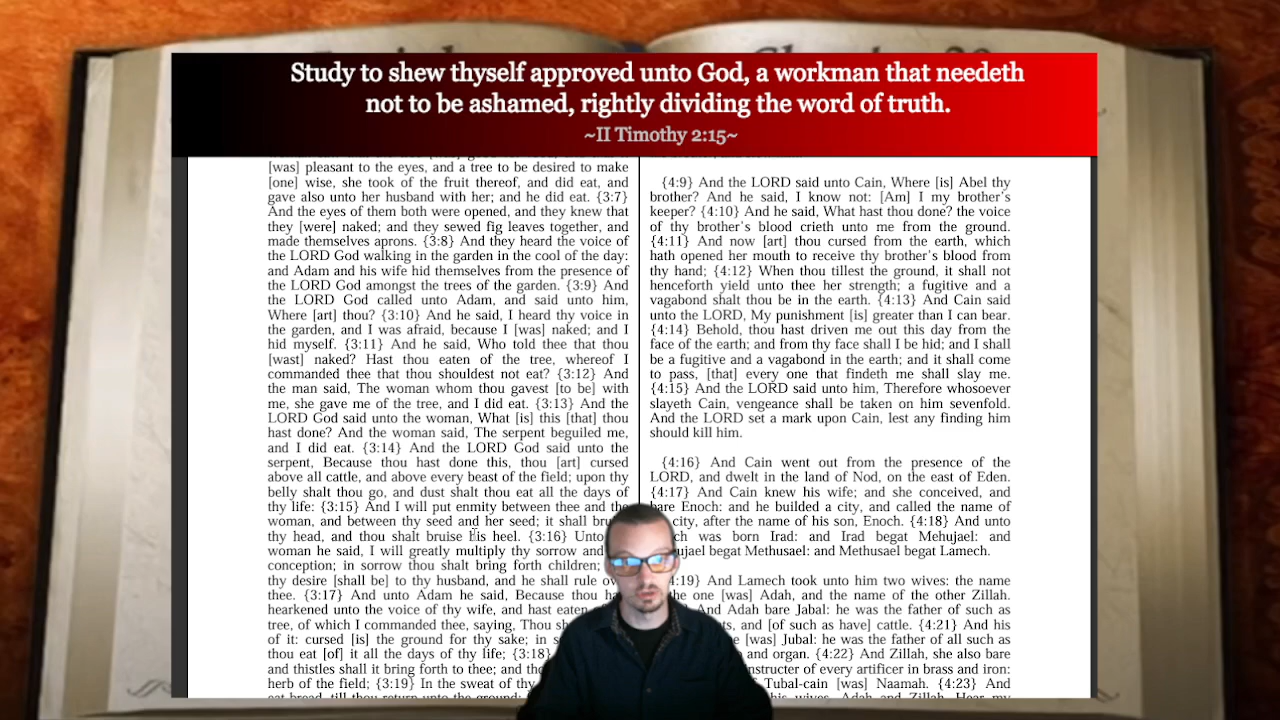 Study to shew thyself approved unto God, a workman that needeth
not to be ashamed, rightly dividing the word of truth.
~II Timothy 2:15~
[was] pleasant to the eyes, and a tree to be desired to make
[one] wise, she took of the fruit thereof, and did eat, and
gave also unto her husband with her; and he did eat. {3:7}
And the eyes of them both were opened, and they knew that
they [were] naked; and they sewed fig leaves together, and
made themselves aprons. {3:8} And they heard the voice of
the LORD God walking in the garden in the cool of the day:
and Adam and his wife hid themselves from the presence of
the LORD God amongst the trees of the garden. {3:9} And
the LORD God called unto Adam, and said unto him,
Where [art] thou? {3:10} And he said, I heard thy voice in
the garden, and I was afraid, because I [was] naked; and I
hid myself. {3:11} And he said, Who told thee that thou
[wast] naked? Hast thou eaten of the tree, whereof I
commanded thee that thou shouldest not eat? {3:12} And
the man said, The woman whom thou gavest [to be] with
me, she gave me of the tree, and I did eat. {3:13} And the
LORD God said unto the woman, What [is] this [that] thou
hast done? And the woman said, The serpent beguiled me,
and I did eat. {3:14} And the LORD God said unto the
serpent, Because thou hast done this, thou [art] cursed
above all cattle, and above every beast of the field; upon thy
belly shalt thou go, and dust shalt thou eat all the days of
thy life: {3:15} And I will put enmity between thee and the
woman, and between thy seed and her seed; it shall
thy head, and thou shalt bruise his heel. {3:16} Unto
woman he said, I will greatly multiply thy sorrow and
conception; in sorrow thou shalt bring forth children;
thy desire [shall be] to thy husband, and he shall rule
thee. {3:17} And unto Adam he said, Because thou
hearkened unto the voice of thy wife, and hast eaten
tree, of which I commanded thee, saying, Thou
of it: cursed [is] the ground for thy sake; in
thou eat [of] it all the days of thy life; {3:18}
and thistles shall it bring forth to thee; and
herb of the field; {3:19} In the sweat of thy
eat bread, till thou return unto the ground;
{4:9} And the LORD said unto Cain, Where [is] Abel thy
brother? And he said, I know not: [Am] I my brother's
keeper? {4:10} And he said, What hast thou done? the voice
of thy brother's blood crieth unto me from the ground.
{4:11} And now [art] thou cursed from the earth, which
hath opened her mouth to receive thy brother's blood from
thy hand; {4:12} When thou tillest the ground, it shall not
henceforth yield unto thee her strength; a fugitive and a
vagabond shalt thou be in the earth. {4:13} And Cain said
unto the LORD, My punishment [is] greater than I can bear.
{4:14} Behold, thou hast driven me out this day from the
face of the earth; and from thy face shall I be hid; and I shall
be a fugitive and a vagabond in the earth; and it shall come
to pass, [that] every one that findeth me shall slay me.
{4:15} And the LORD said unto him, Therefore whosoever
slayeth Cain, vengeance shall be taken on him sevenfold.
And the LORD set a mark upon Cain, lest any finding him
should kill him.
{4:16} And Cain went out from the presence of the
LORD, and dwelt in the land of Nod, on the east of Eden.
{4:17} And Cain knew his wife; and she conceived, and
bare Enoch: and he builded a city, and called the name of
city, after the name of his son, Enoch. {4:18} And unto
was born Irad: and Irad begat Mehujael: and
begat Methusael: and Methusael begat Lamech.
{4:19} And Lamech took unto him two wives: the name
the one [was] Adah, and the name of the other Zillah.
And Adah bare Jabal: he was the father of such as
and [of such as have] cattle. {4:21} And his
[was] Jubal: he was the father of all such as
and organ. {4:22} And Zillah, she also bare
of every artificer in brass and iron:
Tubal-cain [was] Naamah. {4:23} And
his wives, Adah and Zillah, Hear my